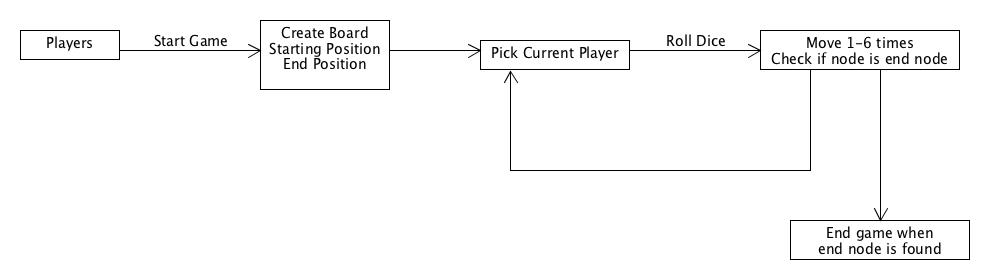 Players
Start Game
Create Board
Starting Position
End Position
Pick Current Player
Roll Dice
Move 1-6 times
Check if node is end node
End game when
end node is found